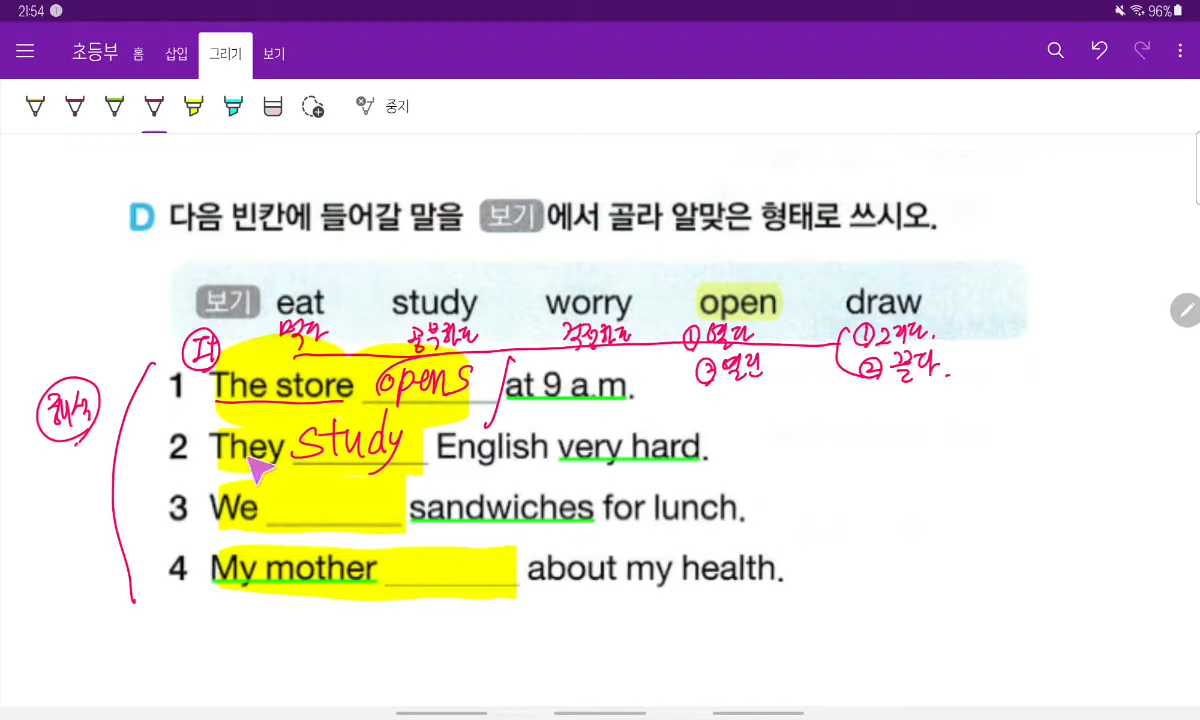 21:54 96%
초등부 홈 삽입 그리기 보기
중지
D 다음 빈칸에 들어갈 말을 보기 에서 골라 알맞은 형태로 쓰시오.
보기 eat study worry open draw
먹다 공부하다 걱정하다 ① 열다 ① 그리다.
② 열린 ② 끌다.
It
해석
1 The store opens at 9 a.m.
2 They study English very hard.
3 We ________ sandwiches for lunch.
4 My mother ________ about my health.